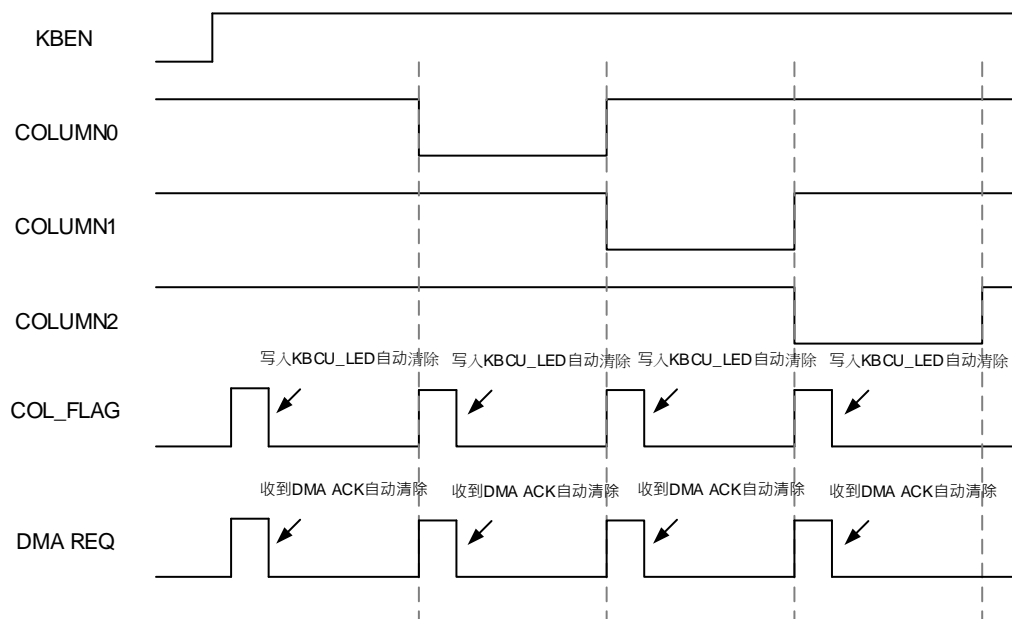 KBEN
COLUMN0
COLUMN1
COLUMN2
写入KBCU_LED自动清除 写入KBCU_LED自动清除 写入KBCU_LED自动清除 写入KBCU_LED自动清除
COL_FLAG
收到DMA ACK自动清除 收到DMA ACK自动清除 收到DMA ACK自动清除 收到DMA ACK自动清除
DMA REQ